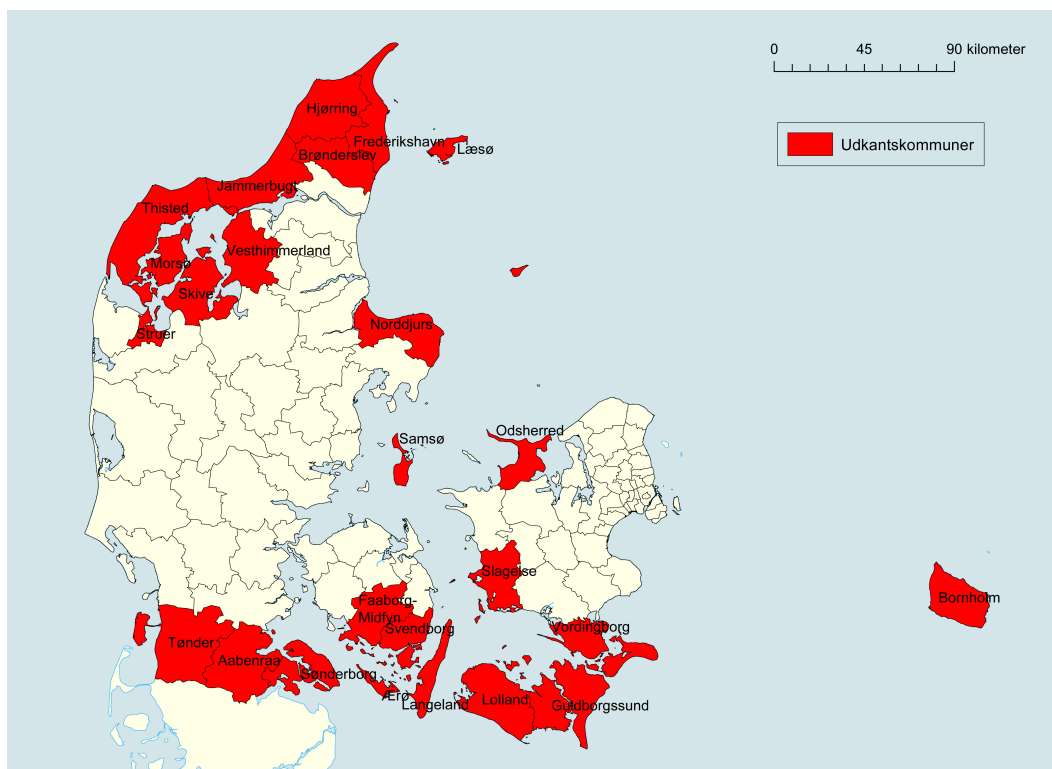 0 45 90 kilometer
Udkantskommuner
Hjørring
Frederikshavn
Læsø
Brønderslev
Jammerbugt
Thisted
Vesthimmerland
Morsø
Skive
Struer
Norddjurs
Samsø
Odsherred
Slagelse
Bornholm
Faaborg-
Midtfyn
Svendborg
Vordingborg
Tønder
Aabenraa
Sønderborg
Ærø
Langeland
Lolland
Guldborgssund